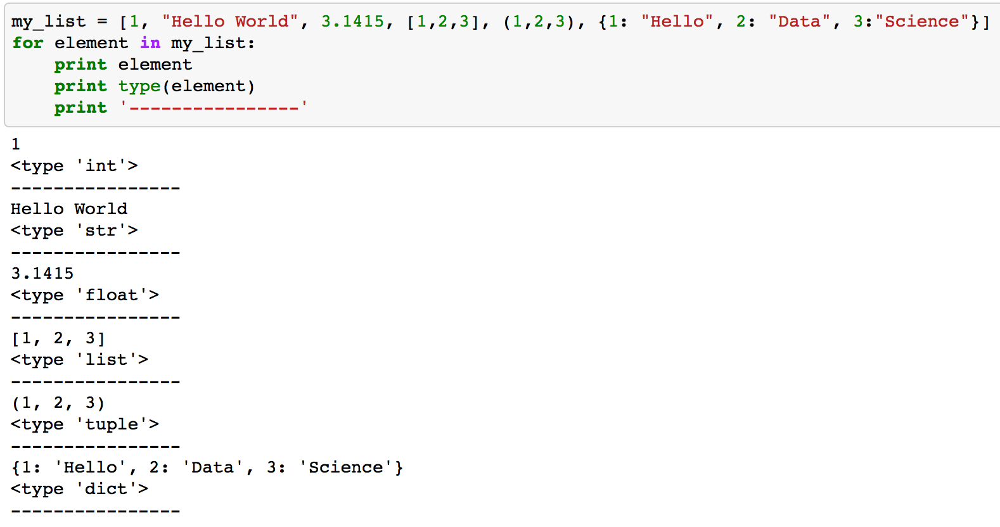 my_list = [1, "Hello World", 3.1415, [1,2,3], (1,2,3), {1: "Hello", 2: "Data", 3:"Science"}]
for element in my_list:
    print element
    print type(element)
    print '----------------'
1
<type 'int'>
----------------
Hello World
<type 'str'>
----------------
3.1415
<type 'float'>
----------------
[1, 2, 3]
<type 'list'>
----------------
(1, 2, 3)
<type 'tuple'>
----------------
{1: 'Hello', 2: 'Data', 3: 'Science'}
<type 'dict'>
----------------